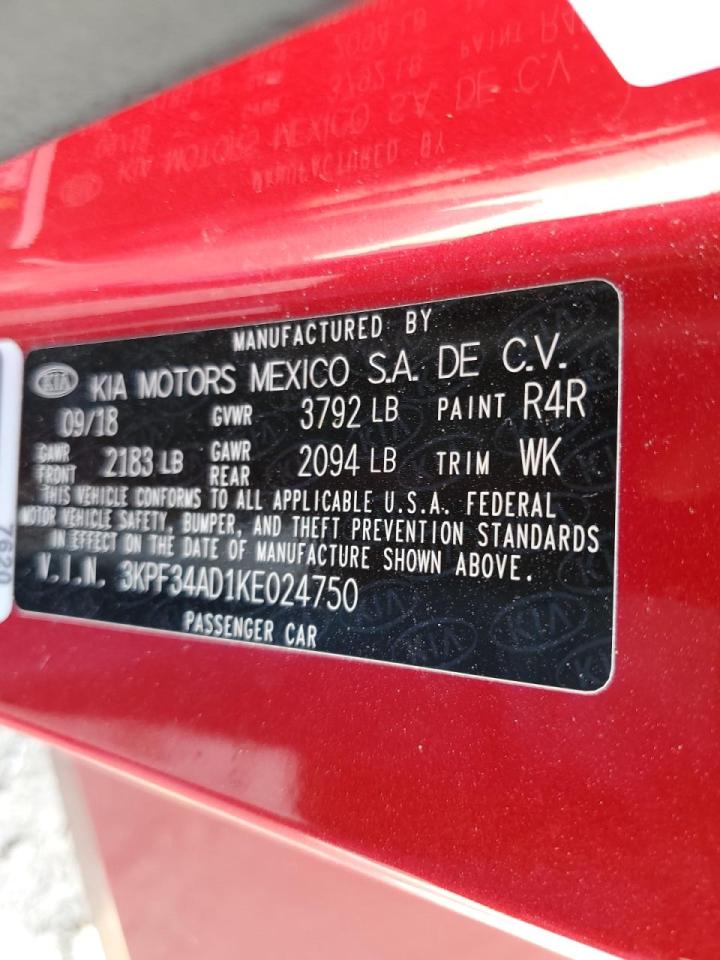 MANUFACTURED BY
KIA KIA MOTORS MEXICO S.A. DE C.V.
09/18 GVWR 3792 LB PAINT R4R
GAWR FRONT 2183 LB GAWR REAR 2094 LB TRIM WK
THIS VEHICLE CONFORMS TO ALL APPLICABLE U.S.A. FEDERAL
MOTOR VEHICLE SAFETY, BUMPER, AND THEFT PREVENTION STANDARDS
IN EFFECT ON THE DATE OF MANUFACTURE SHOWN ABOVE.
V.I.N. 3KPF34AD1KE024750
PASSENGER CAR
7620